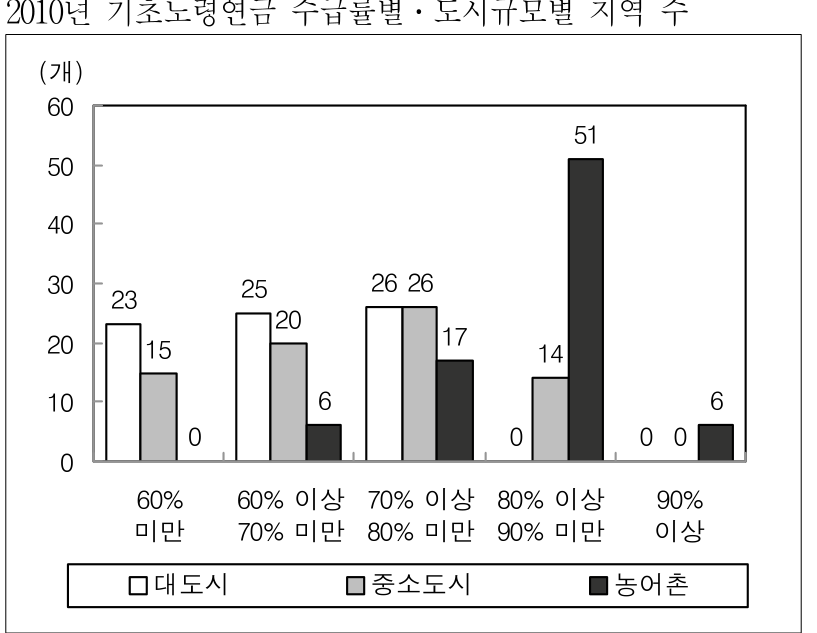 2010년 기초노령연금 수급률별·도시규모별 지역 수
(개)
60
50
40
30
20
10
0
23
15
0
25
20
6
26
26
17
0
14
51
0
0
6
60% 미만
60% 이상 70% 미만
70% 이상 80% 미만
80% 이상 90% 미만
90% 이상
대도시
중소도시
농어촌